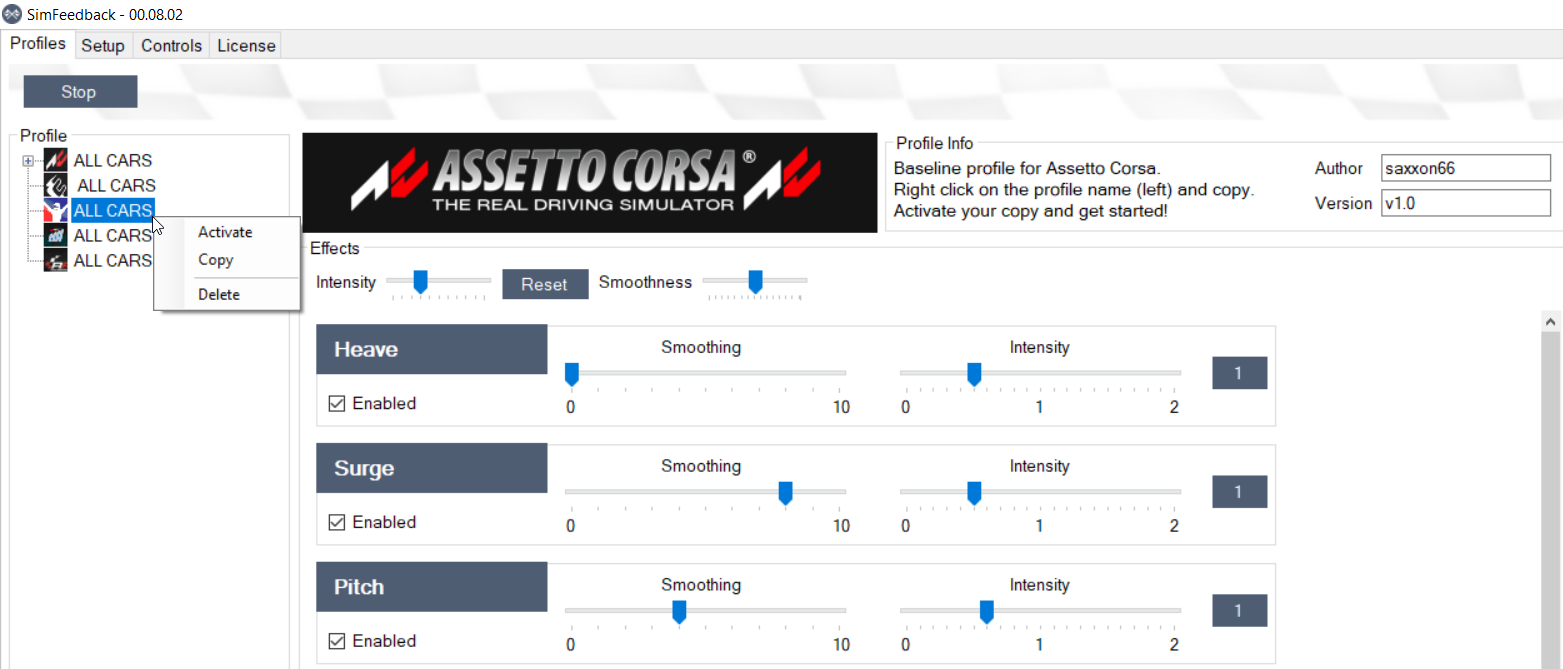 SimFeedback - 00.08.02
Profiles Setup Controls License
Stop
Profile
ALL CARS
ALL CARS
ALL CARS
ALL CARS
ALL CARS
Activate
Copy
Delete
ASSETTO CORSA®
THE REAL DRIVING SIMULATOR
Profile Info
Baseline profile for Assetto Corsa.
Right click on the profile name (left) and copy.
Activate your copy and get started!
Author saxxon66
Version v1.0
Effects
Intensity Reset Smoothness
Heave Smoothing Intensity
1
Enabled 0 10 0 1 2
Surge Smoothing Intensity
1
Enabled 0 10 0 1 2
Pitch Smoothing Intensity
1
Enabled 0 10 0 1 2